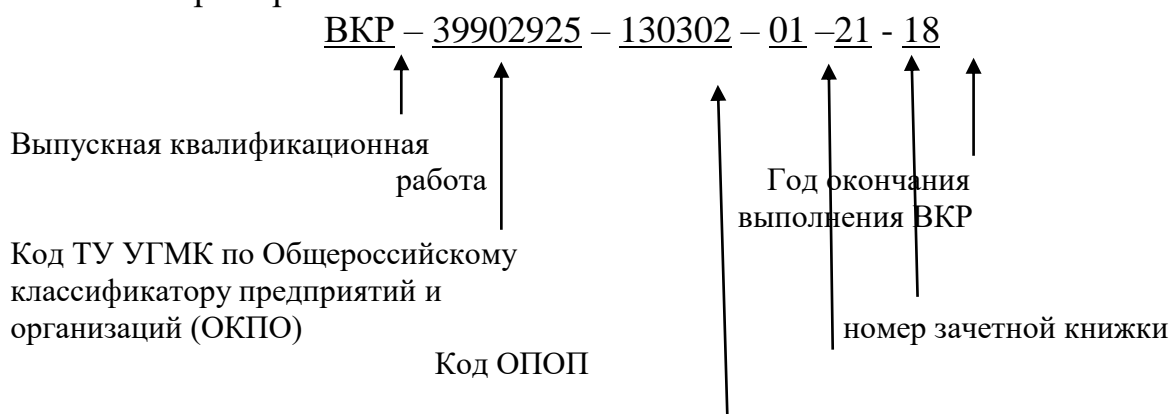 ВКР – 39902925 – 130302 – 01 –21 - 18
Выпускная квалификационная
работа
Год окончания
выполнения ВКР
Код ТУ УГМК по Общероссийскому
классификатору предприятий и
организаций (ОКПО)
номер зачетной книжки
Код ОПОП